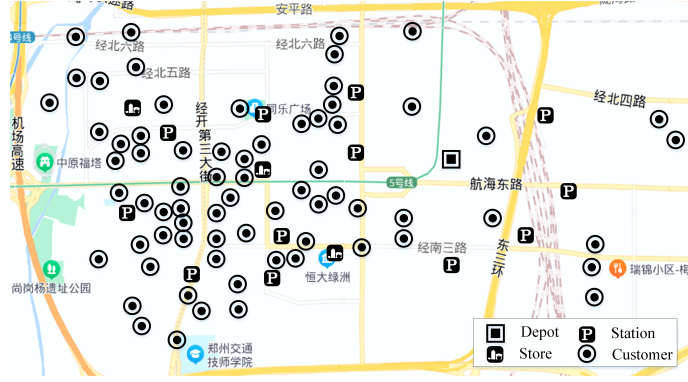 安平路
号线
经北六路
经北六路
经北五路
同乐广场
经北四路
机场高速
经开第三大街
中原福塔
5号线
航海东路
经南三路
东三环
恒大绿洲
尚岗杨遗址公园
瑞锦小区-梅
郑州交通
技师学院
P
P
P
P
P
P
P
P
P
P
P
P
Depot
P Station
Store
Customer